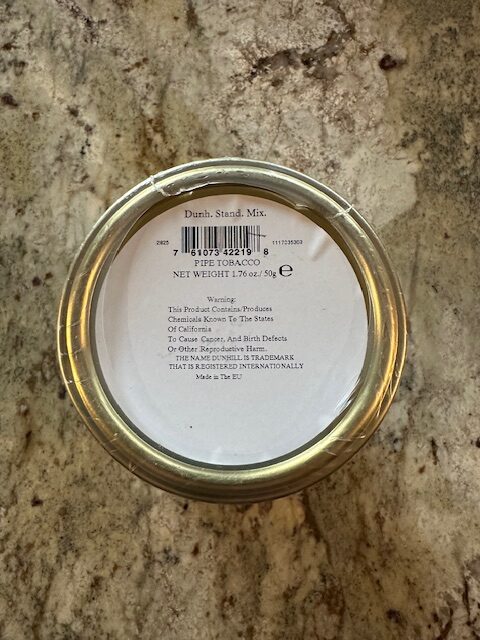 Dunh. Stand. Mix.
2825 1117235303
7 61073 42219 8
PIPE TOBACCO
NET WEIGHT 1.76 oz./ 50g ℮
Warning:
This Product Contains/Produces
Chemicals Known To The States
Of California
To Cause Cancer, And Birth Defects
Or Other Reproductive Harm.
THE NAME DUNHILL IS TRADEMARK
THAT IS REGISTERED INTERNATIONALLY
Made in The EU